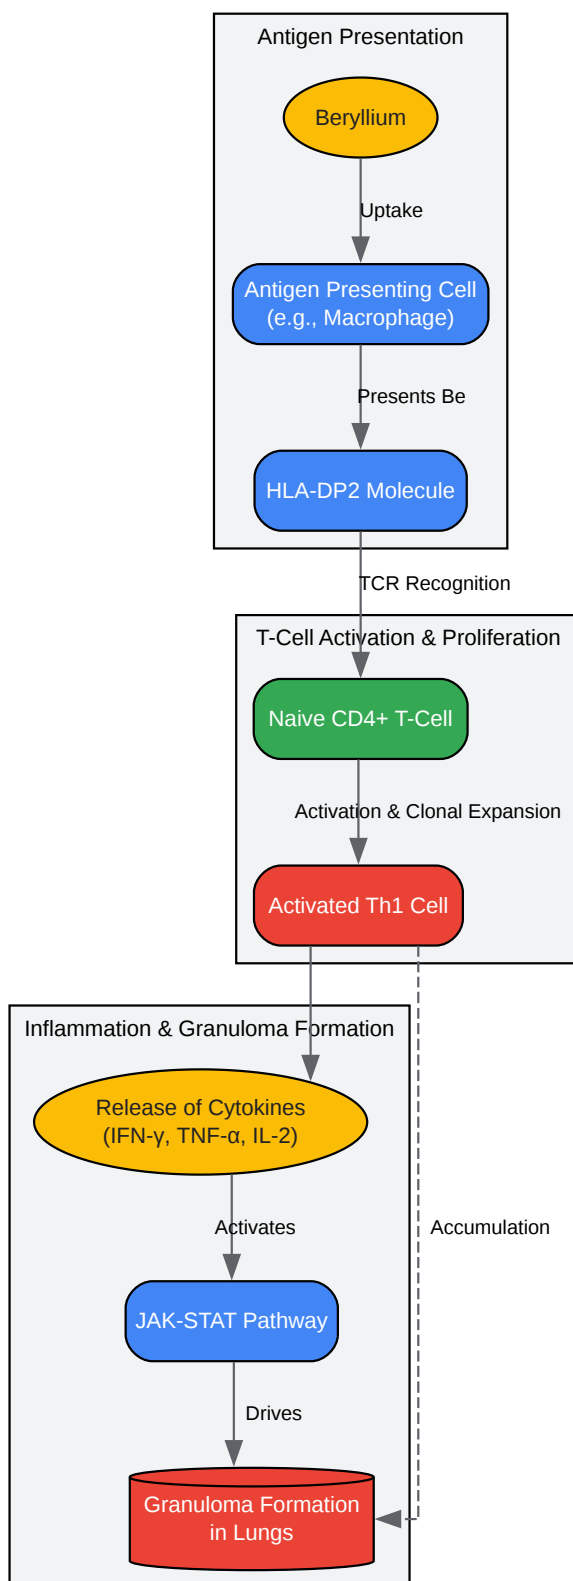 Antigen Presentation
Beryllium
Uptake
Antigen Presenting Cell
(e.g., Macrophage)
Presents Be
HLA-DP2 Molecule
TCR Recognition
T-Cell Activation & Proliferation
Naive CD4+ T-Cell
Activation & Clonal Expansion
Activated Th1 Cell
Inflammation & Granuloma Formation
Release of Cytokines
(IFN-γ, TNF-α, IL-2)
Activates
Accumulation
JAK-STAT Pathway
Drives
Granuloma Formation
in Lungs